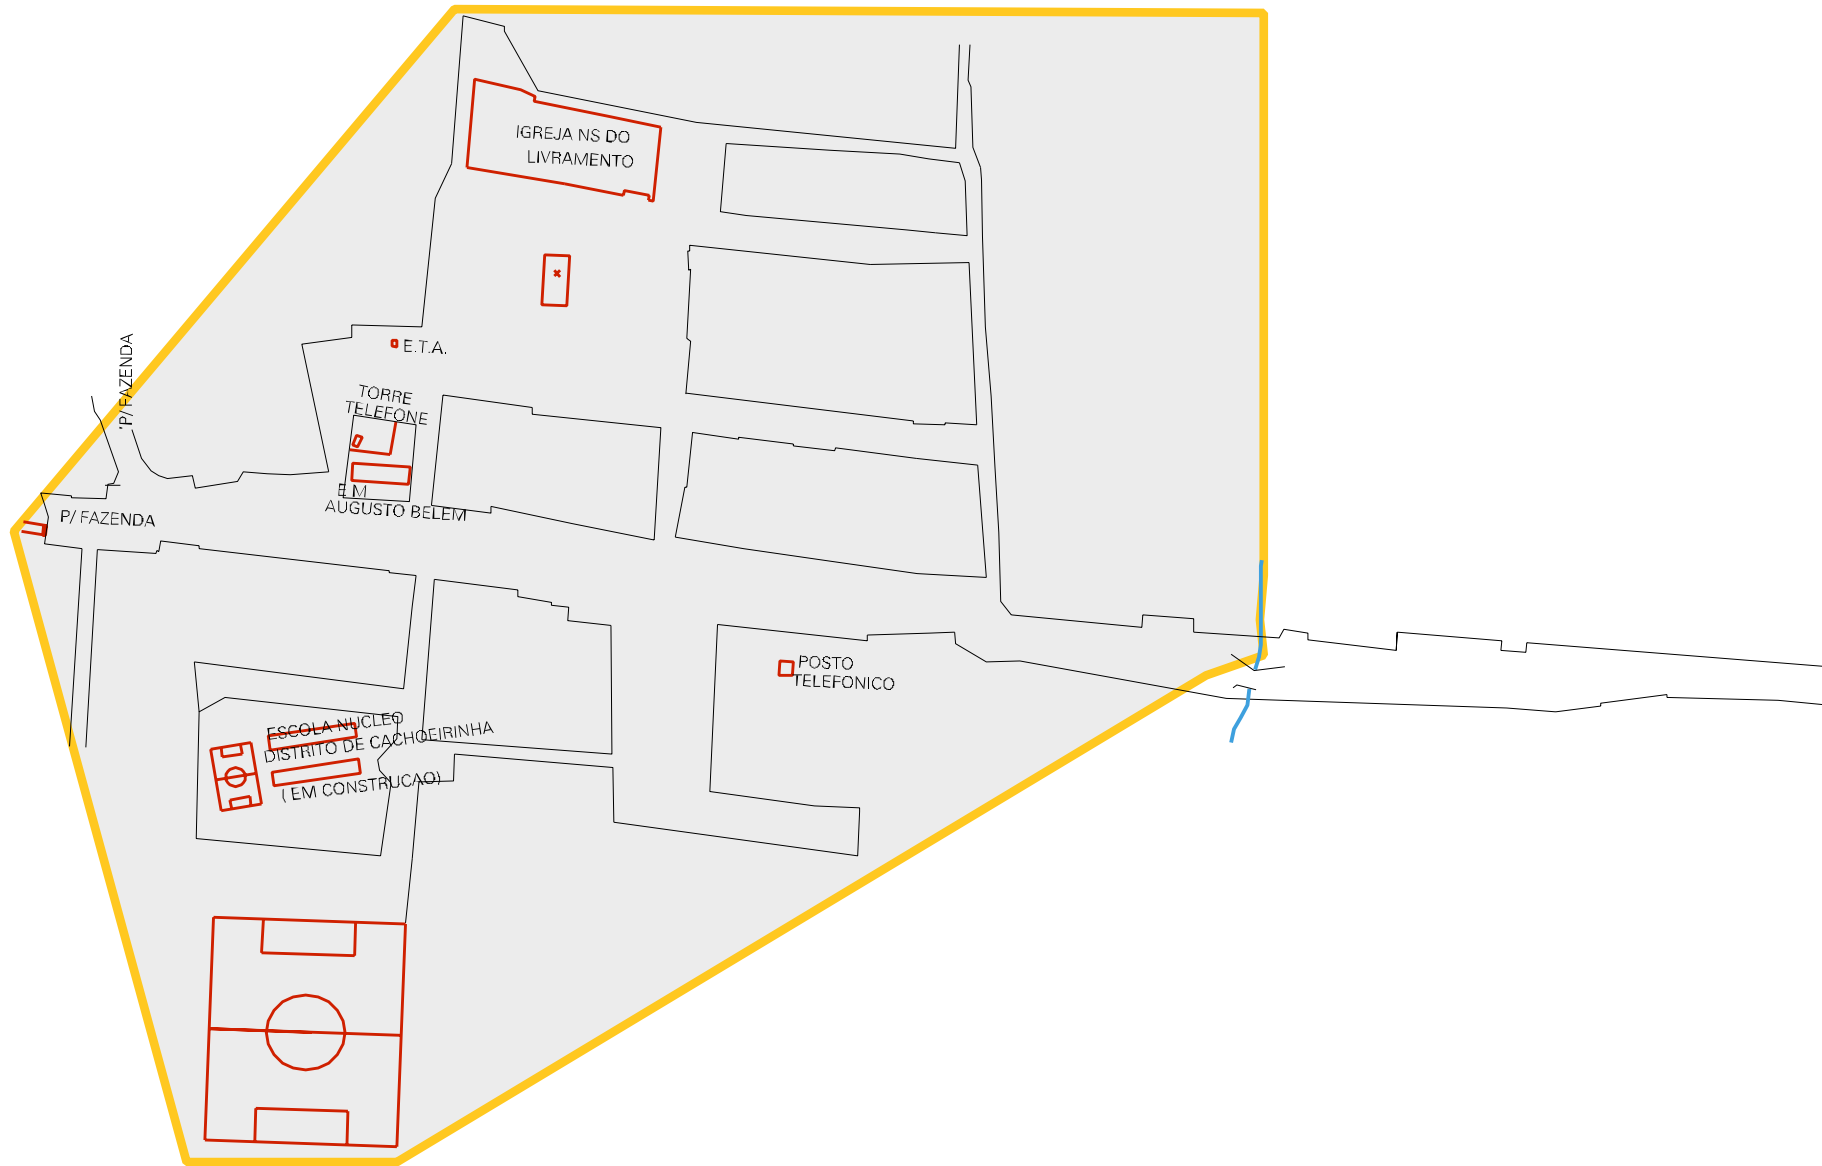 IGREJA NS DO
LIVRAMENTO
'P/ FAZENDA
E.T.A.
TORRE
TELEFONE
E M
AUGUSTO BELEM
P/ FAZENDA
POSTO
TELEFONICO
ESCOLA NUCLEO
DISTRITO DE CACHOEIRINHA
( EM CONSTRUCAO)